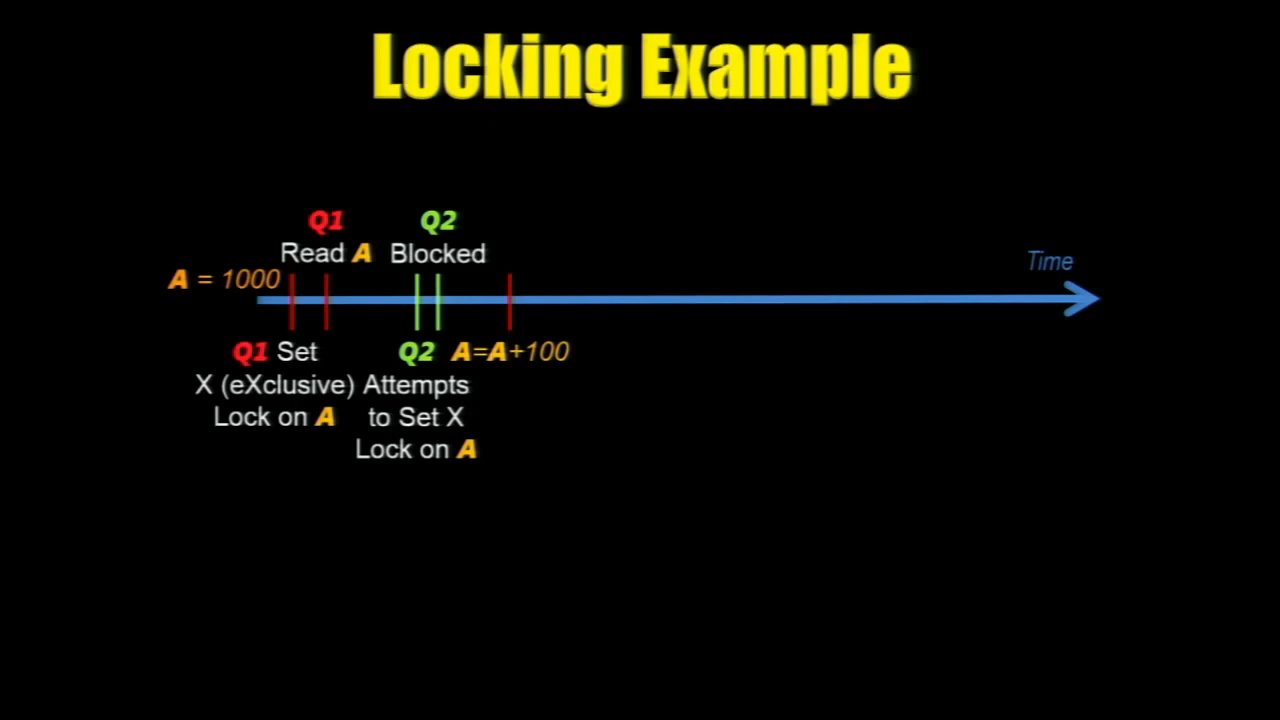 Locking Example
Q1
Read A
Q2
Blocked
Time
A = 1000
Q1 Set
X (eXclusive)
Lock on A
Q2
Attempts
to Set X
Lock on A
A=A+100